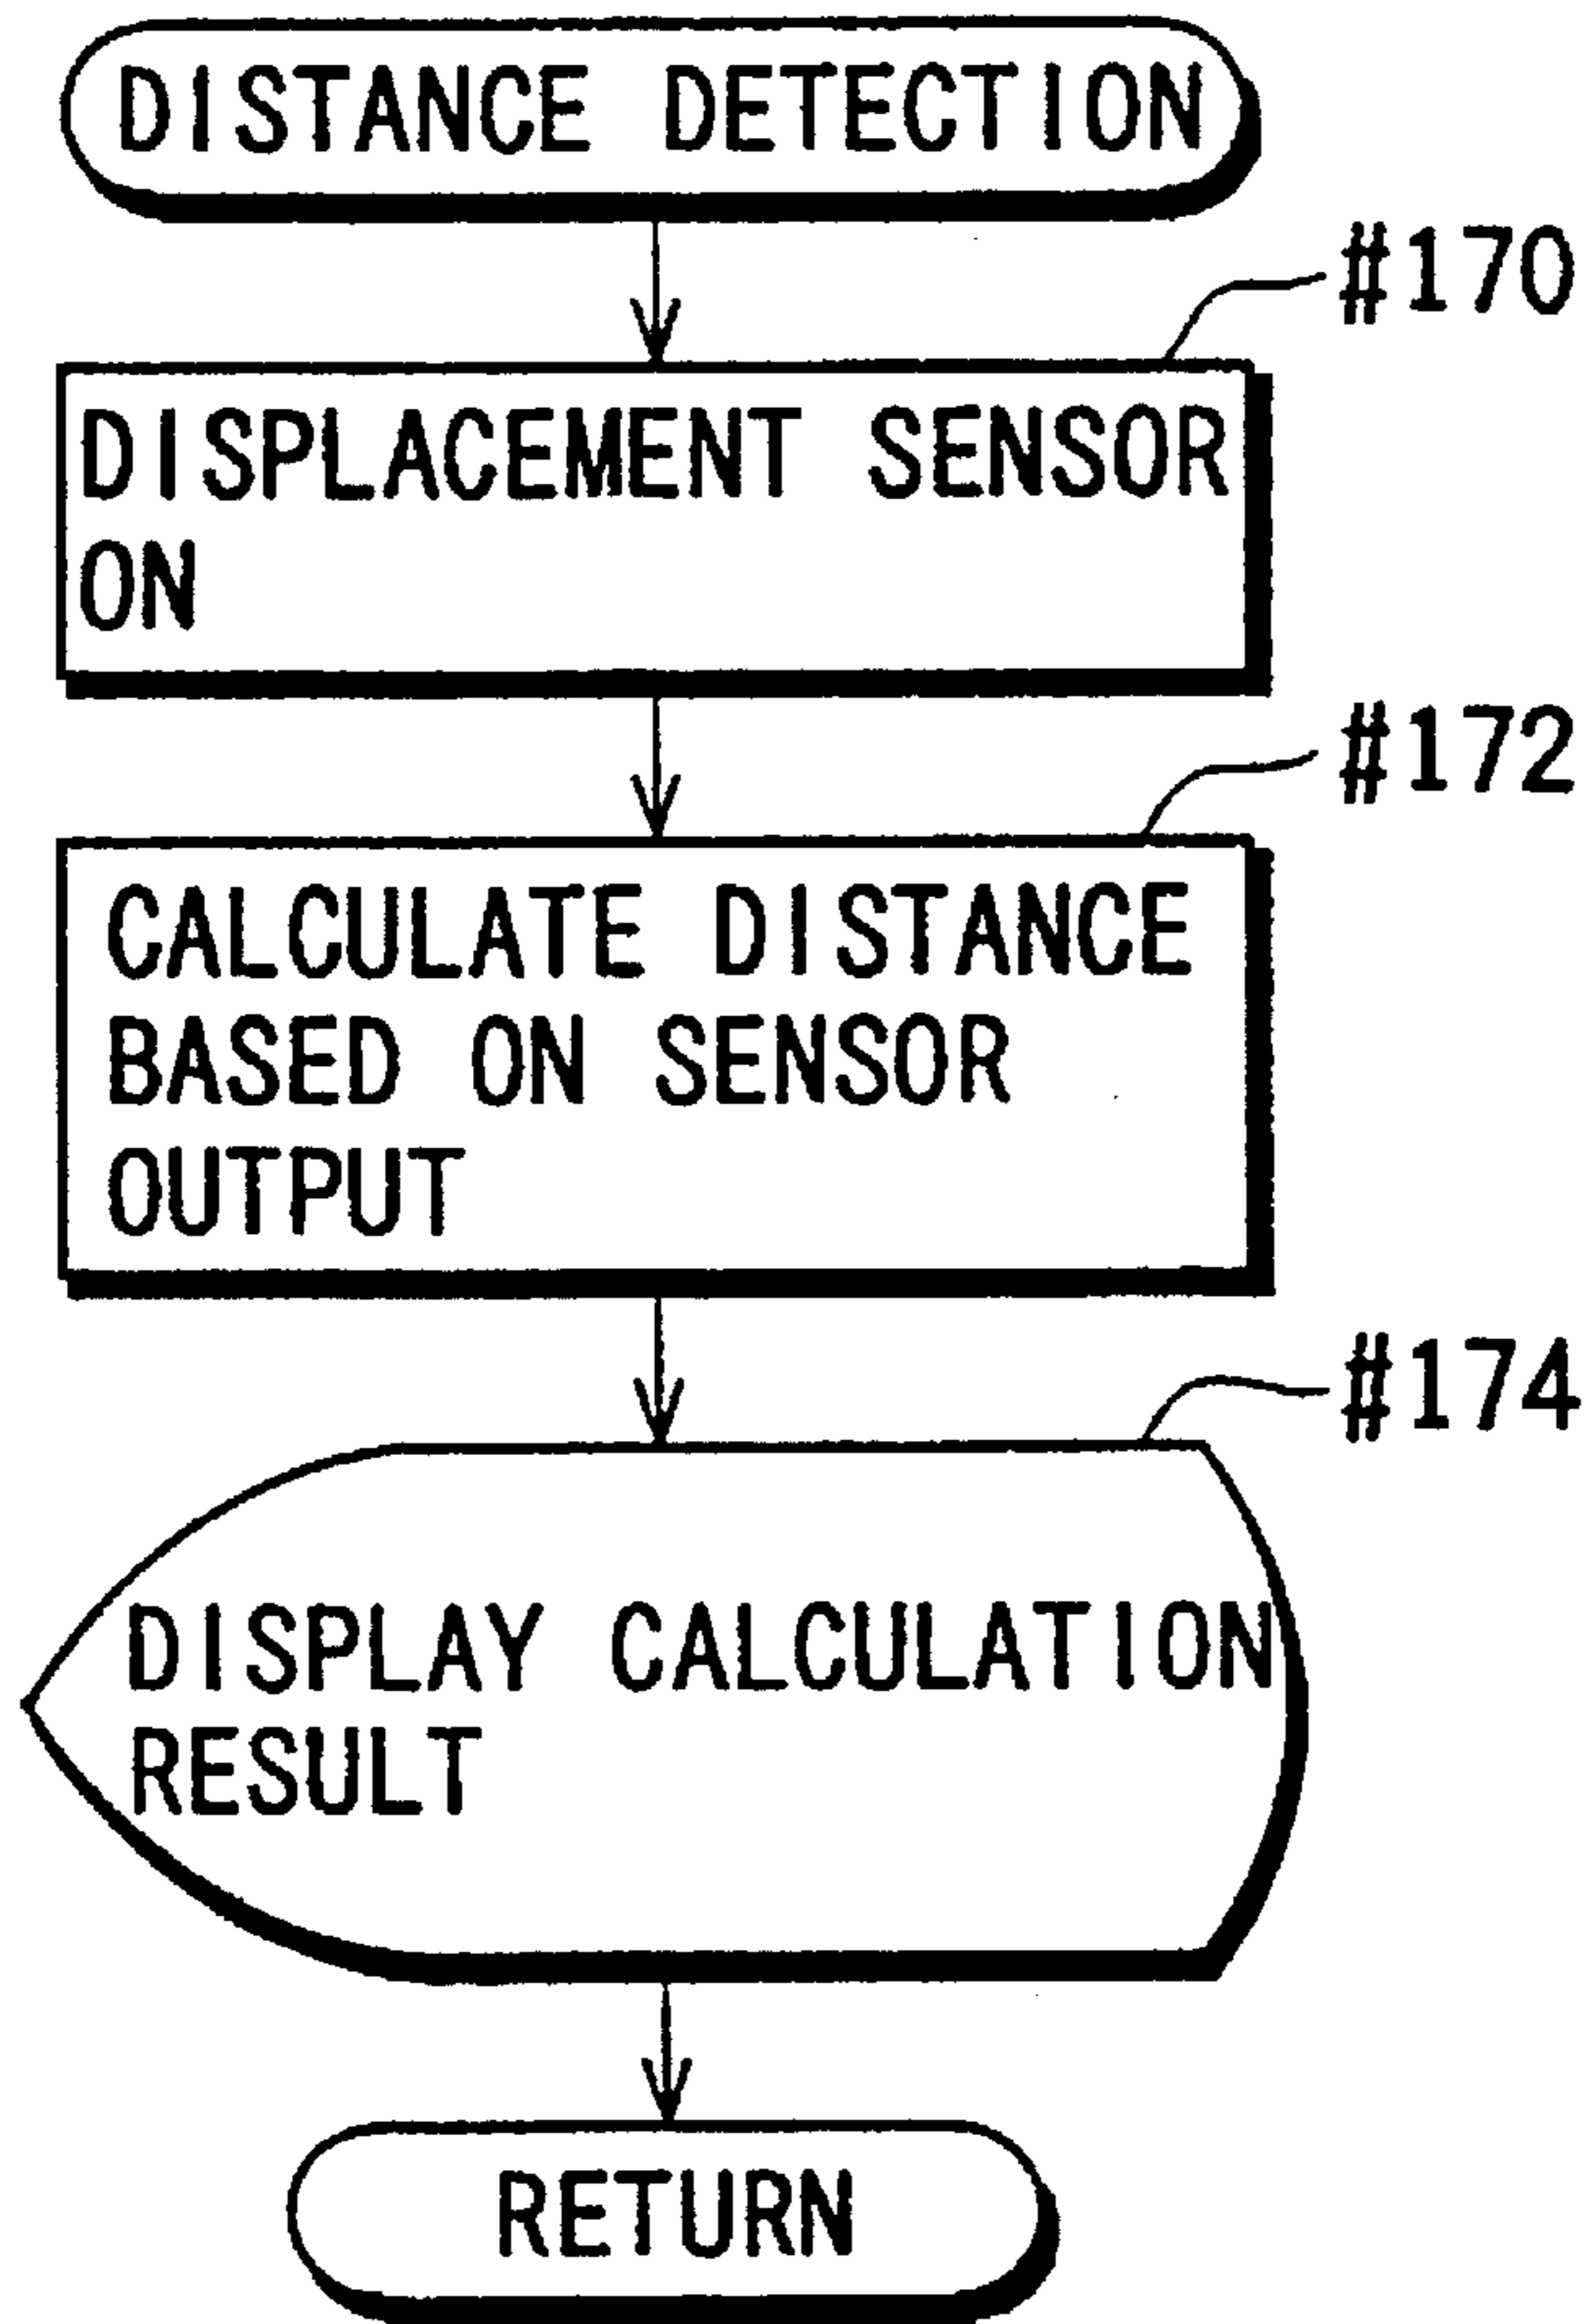 DISTANCE DETECTION
#170
DISPLACEMENT SENSOR
ON
#172
CALCULATE DISTANCE
BASED ON SENSOR
OUTPUT
#174
DISPLAY CALCULATION
RESULT
RETURN